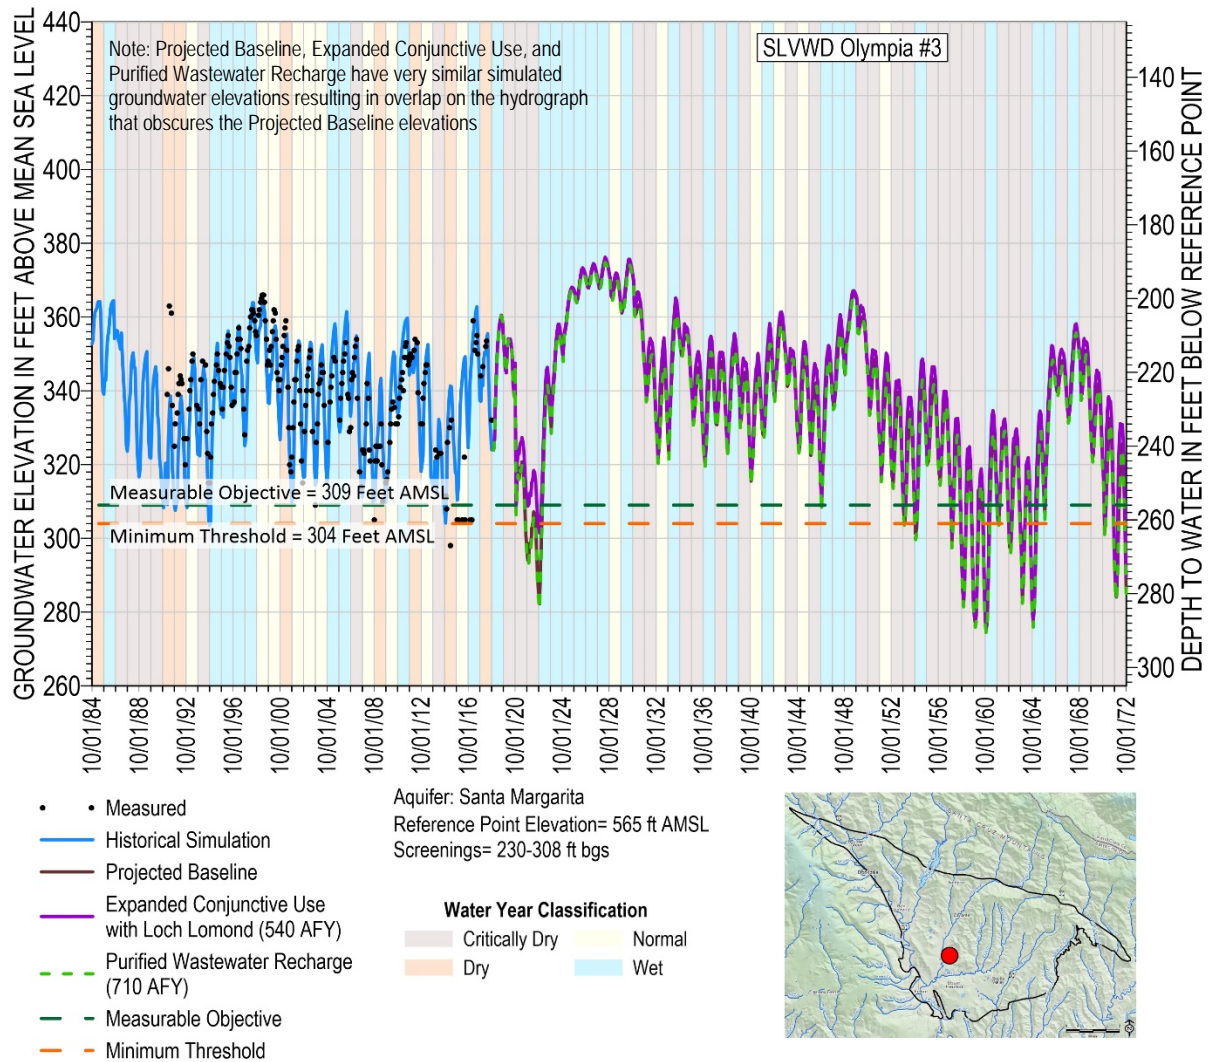 GROUNDWATER ELEVATION IN FEET ABOVE MEAN SEA LEVEL
440
420
400
380
360
340
320
300
280
260
Note: Projected Baseline, Expanded Conjunctive Use, and
Purified Wastewater Recharge have very similar simulated
groundwater elevations resulting in overlap on the hydrograph
that obscures the Projected Baseline elevations
SLVWD Olympia #3
Measurable Objective = 309 Feet AMSL
Minimum Threshold = 304 Feet AMSL
140
160
180
200
220
240
260
280
300
DEPTH TO WATER IN FEET BELOW REFERENCE POINT
10/01/84
10/01/88
10/01/92
10/01/96
10/01/00
10/01/04
10/01/08
10/01/12
10/01/16
10/01/20
10/01/24
10/01/28
10/01/32
10/01/36
10/01/40
10/01/44
10/01/48
10/01/52
10/01/56
10/01/60
10/01/64
10/01/68
10/01/72
Measured
Historical Simulation
Projected Baseline
Expanded Conjunctive Use
with Loch Lomond (540 AFY)
Purified Wastewater Recharge
(710 AFY)
Measurable Objective
Minimum Threshold
Aquifer: Santa Margarita
Reference Point Elevation= 565 ft AMSL
Screenings= 230-308 ft bgs
Water Year Classification
Critically Dry
Normal
Dry
Wet